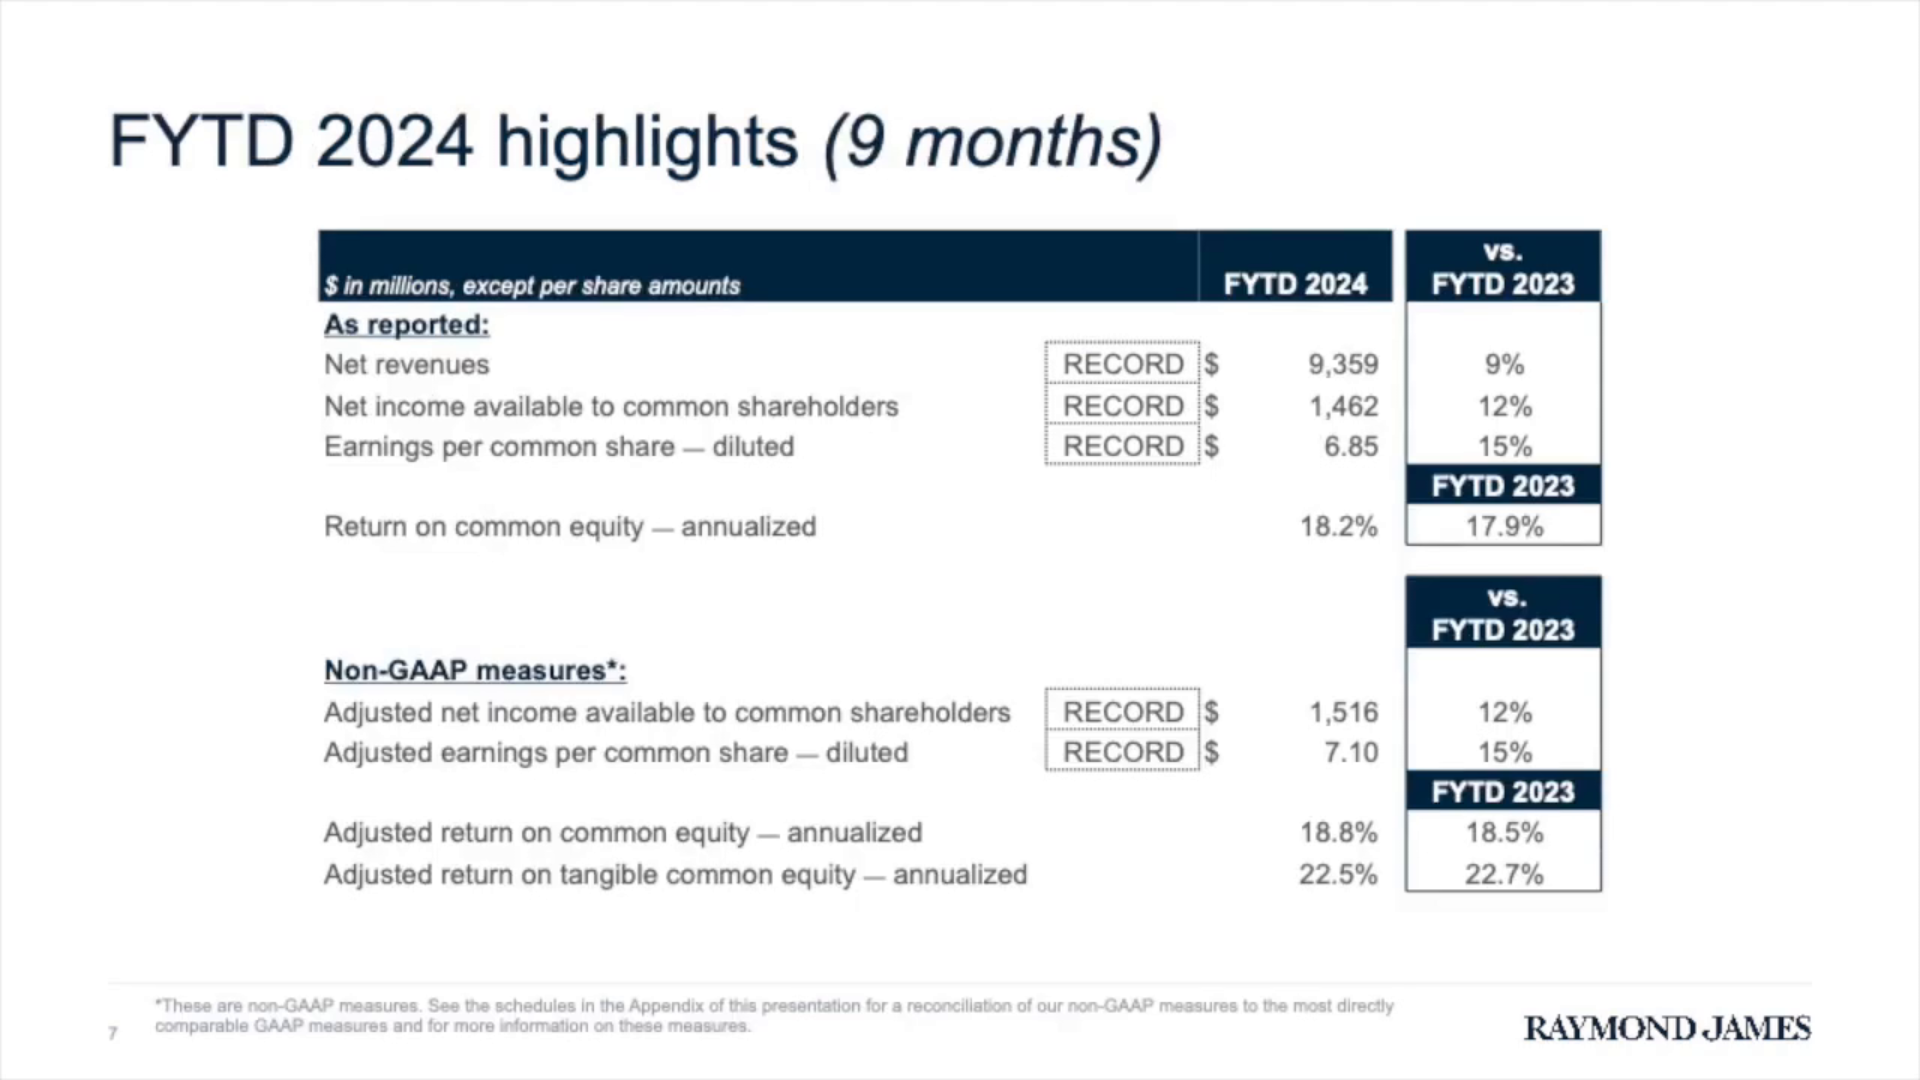 FYTD 2024 highlights (9 months)
$ in millions, except per share amounts FYTD 2024 vs. FYTD 2023
As reported:
Net revenues RECORD $ 9,359 9%
Net income available to common shareholders RECORD $ 1,462 12%
Earnings per common share — diluted RECORD $ 6.85 15%
FYTD 2023
Return on common equity — annualized 18.2% 17.9%
vs.
FYTD 2023
Non-GAAP measures*:
Adjusted net income available to common shareholders RECORD $ 1,516 12%
Adjusted earnings per common share — diluted RECORD $ 7.10 15%
FYTD 2023
Adjusted return on common equity — annualized 18.8% 18.5%
Adjusted return on tangible common equity — annualized 22.5% 22.7%
*These are non-GAAP measures. See the schedules in the Appendix of this presentation for a reconciliation of our non-GAAP measures to the most directly
comparable GAAP measures and for more information on these measures.
7
RAYMOND JAMES